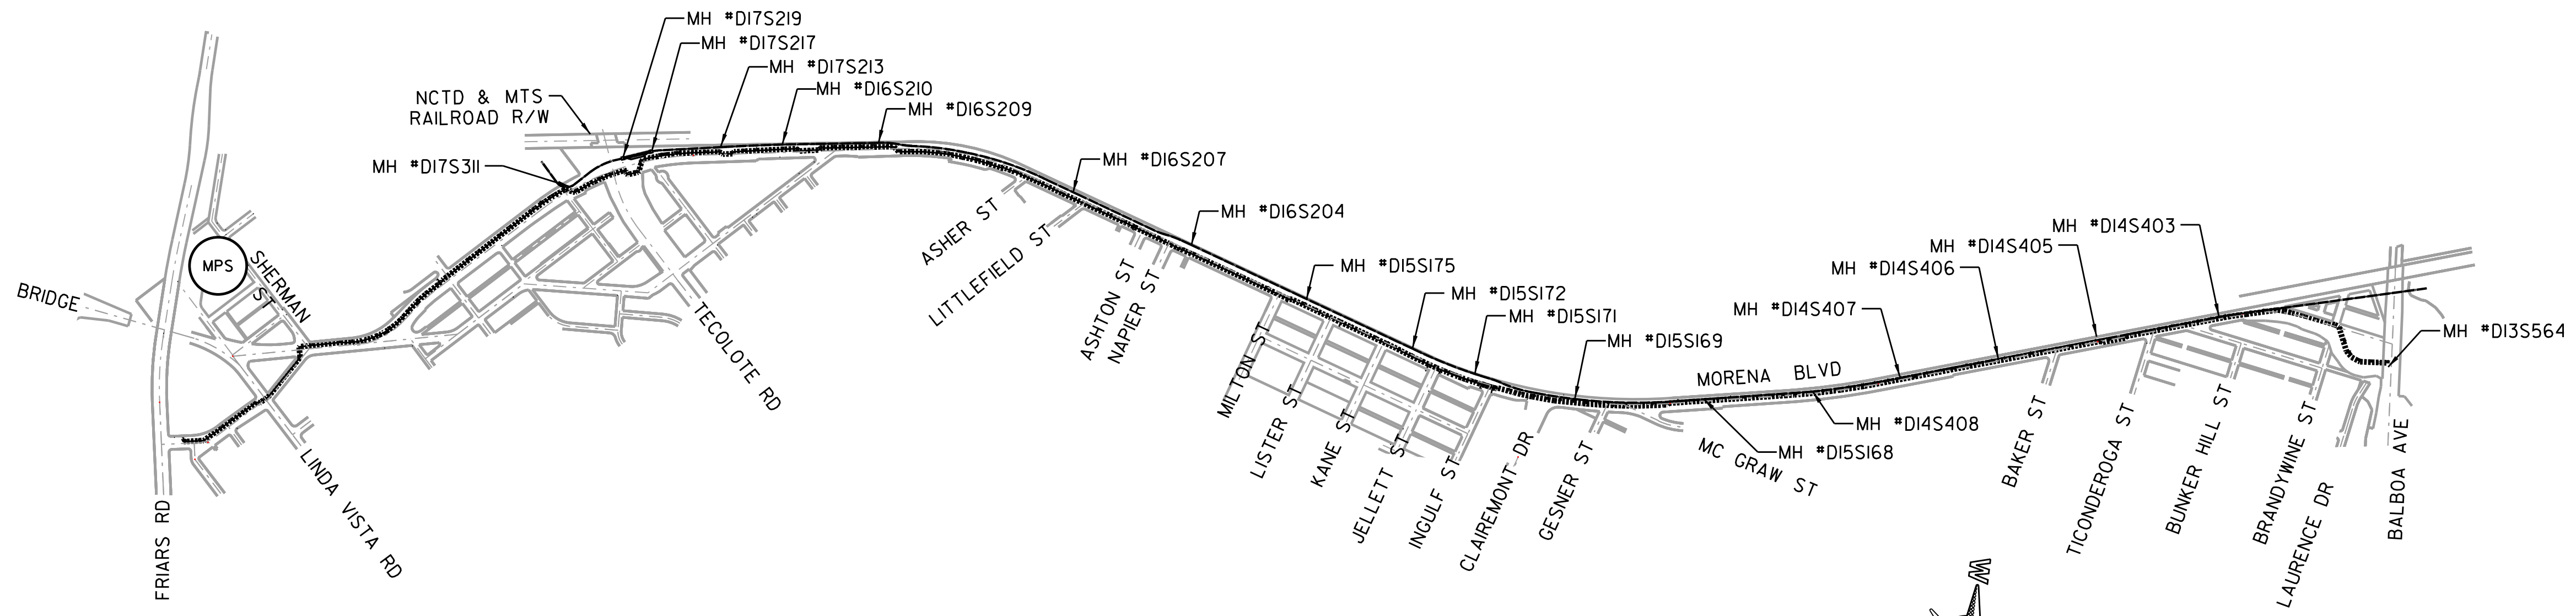 MH #D17S219
MH #D17S217
MH #D17S213
MH #D16S210
MH #D16S209
NCTD & MTS
RAILROAD R/W
MH #D17S311
MH #D16S207
MH #D16S204
MH #D15S175
MH #D15S172
MH #D15S171
MH #D15S169
MH #D14S403
MH #D14S405
MH #D14S406
MH #D14S407
MH #D13S564
MH #D14S408
MH #D15S168
MPS
BRIDGE
SHERMAN
ST
FRIARS RD
LINDA VISTA RD
TECOLOTE RD
ASHER ST
LITTLEFIELD ST
ASHTON ST
NAPIER ST
MILTON ST
LISTER ST
KANE ST
JELLETT ST
INGULF ST
CLAIREMONT DR
GESNER ST
MORENA BLVD
MC GRAW ST
BAKER ST
TICONDEROGA ST
BUNKER HILL ST
BRANDYWINE ST
LAURENCE DR
BALBOA AVE
W